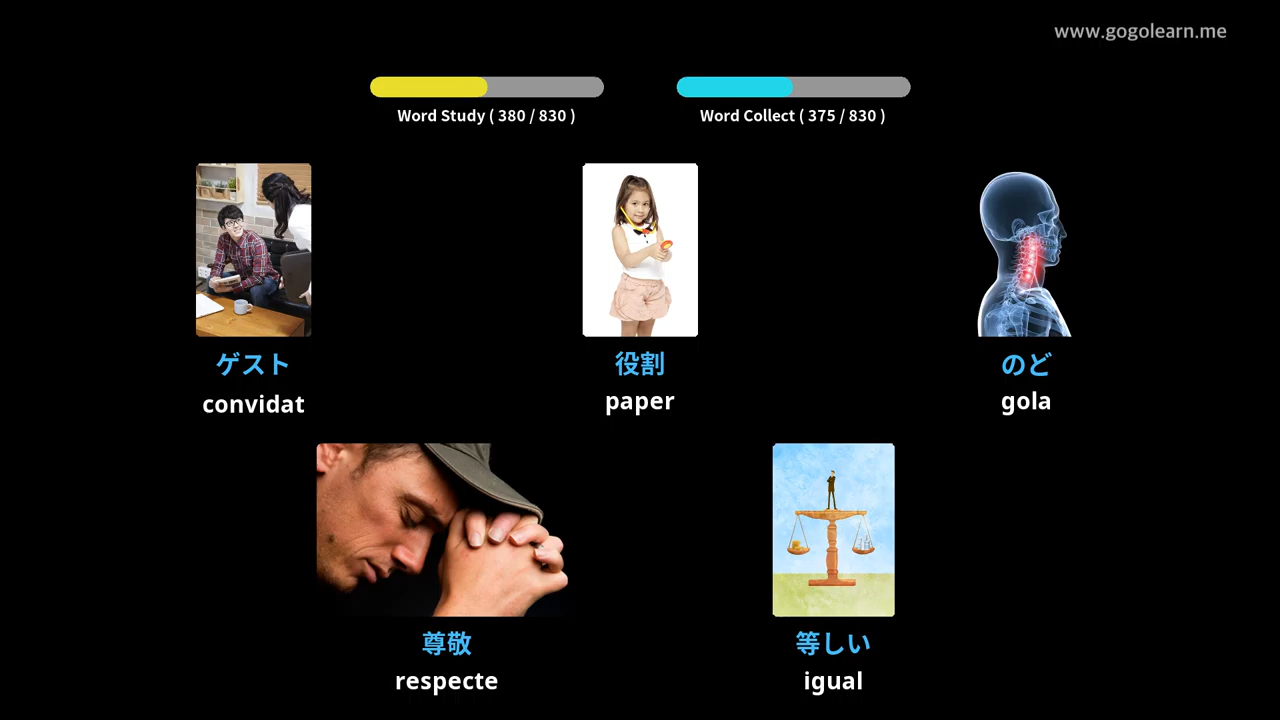 www.gogolearn.me
Word Study ( 380 / 830 )
Word Collect ( 375 / 830 )
ゲスト
convidat
役割
paper
のど
gola
尊敬
respecte
等しい
igual